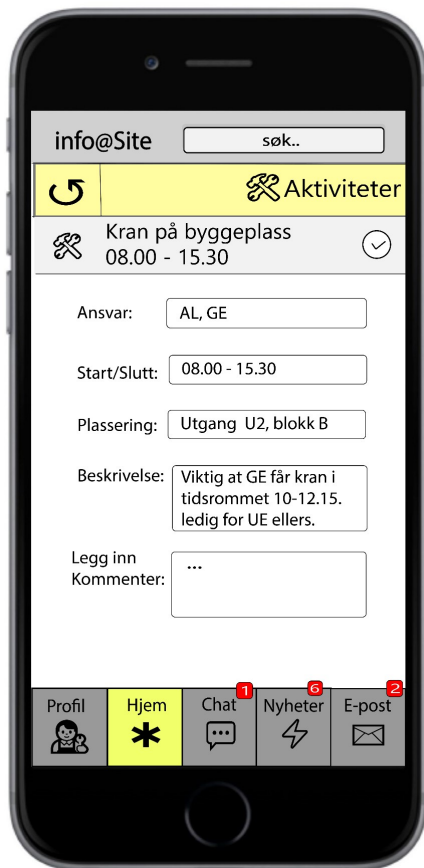 info@Site
søk..
Aktiviteter
Kran på byggeplass
08.00 - 15.30
Ansvar:
AL, GE
Start/Slutt:
08.00 - 15.30
Plassering:
Utgang U2, blokk B
Beskrivelse:
Viktig at GE får kran i
tidsrommet 10-12.15.
ledig for UE ellers.
Legg inn
Kommenter:
...
Profil
Hjem
Chat
1
Nyheter
6
E-post
2